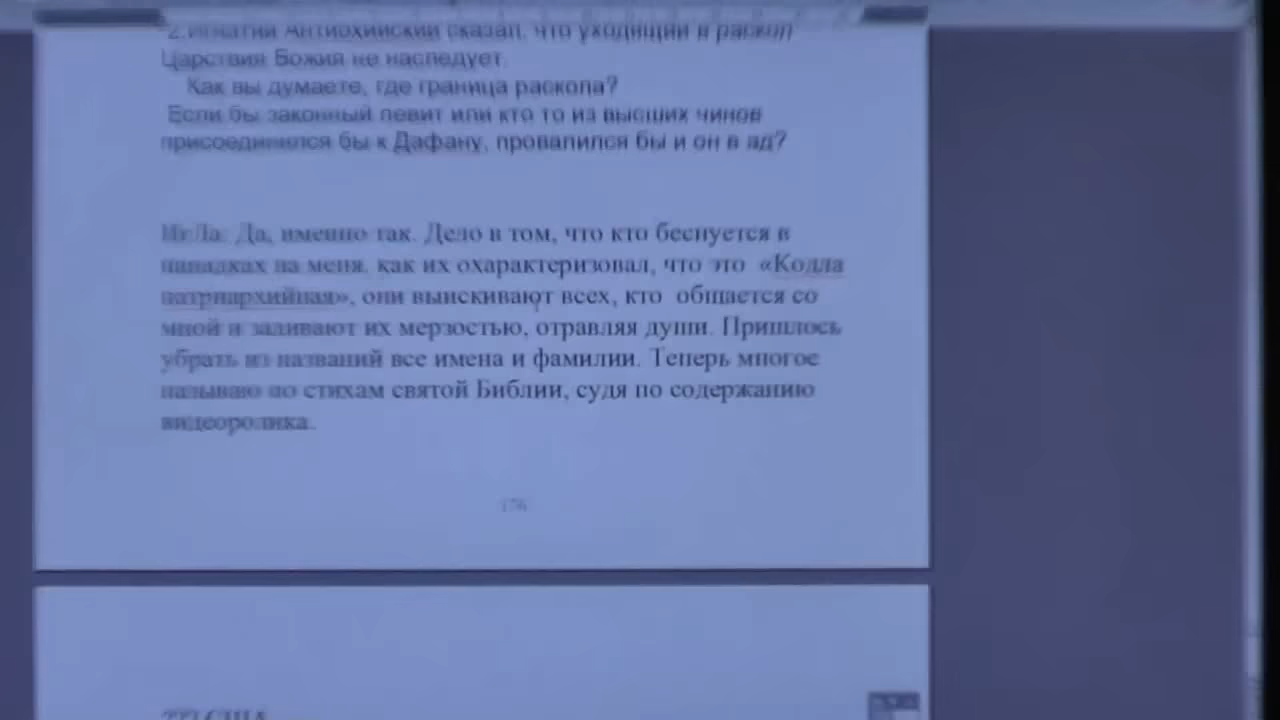 2.Игнатий Антиохийский сказал, что уходящий в раскол
Царствия Божия не наследует.
Как вы думаете, где граница раскола?
Если бы законный левит или кто то из высших чинов
присоединился бы к Дафану, провалился бы и он в ад?
ИгЛа: Да, именно так. Дело в том, что кто беснуется в
нападках на меня, как их охарактеризовал, что это «Кодла
патриархийная», они выискивают всех, кто общается со
мной и заливают их мерзостью, отравляя души. Пришлось
убрать из названий все имена и фамилии. Теперь многое
называю по стихам святой Библии, судя по содержанию
видеоролика.
176